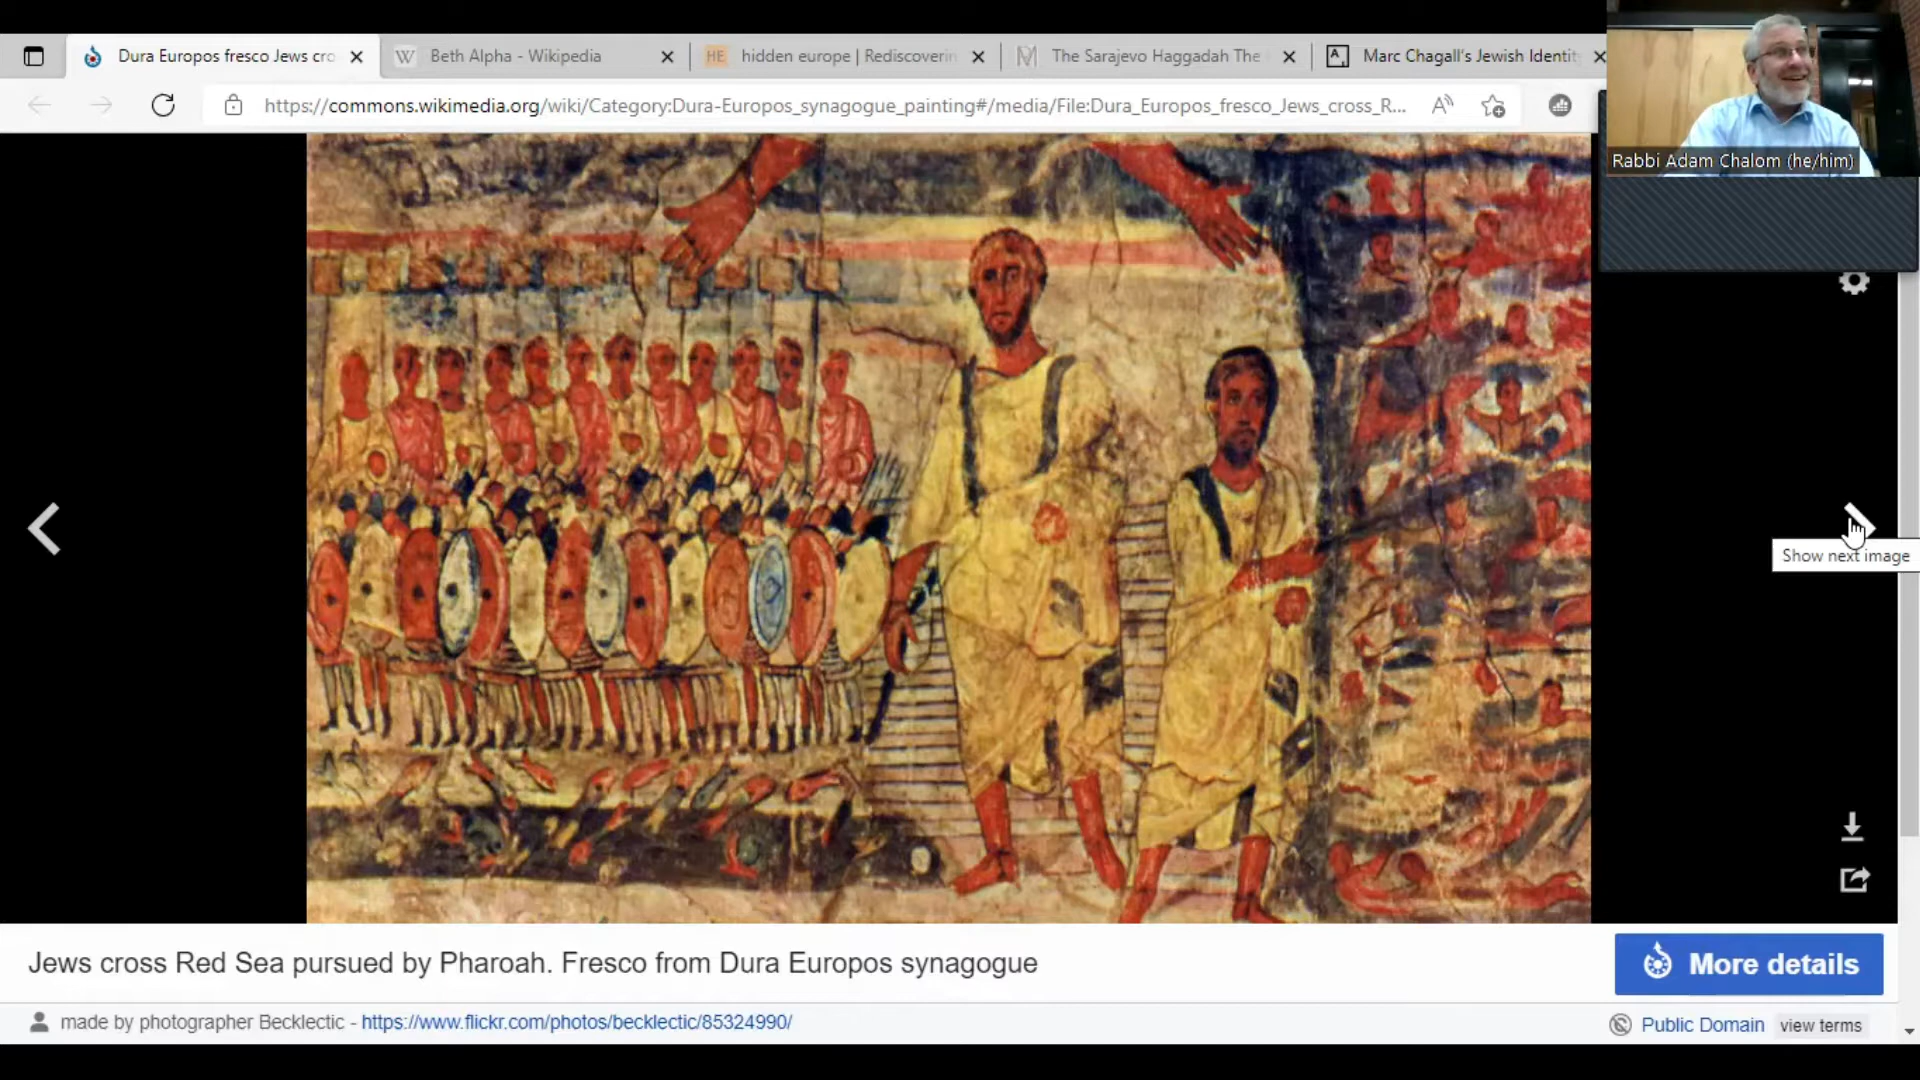 Dura Europos fresco Jews cro
W Beth Alpha - Wikipedia
HE hidden europe | Rediscoverin
M The Sarajevo Haggadah The
A Marc Chagall's Jewish Identit
https://commons.wikimedia.org/wiki/Category:Dura-Europos_synagogue_painting#/media/File:Dura_Europos_fresco_Jews_cross_R...
Rabbi Adam Chalom (he/him)
Show next image
Jews cross Red Sea pursued by Pharoah. Fresco from Dura Europos synagogue
More details
made by photographer Becklectic - https://www.flickr.com/photos/becklectic/85324990/
Public Domain view terms